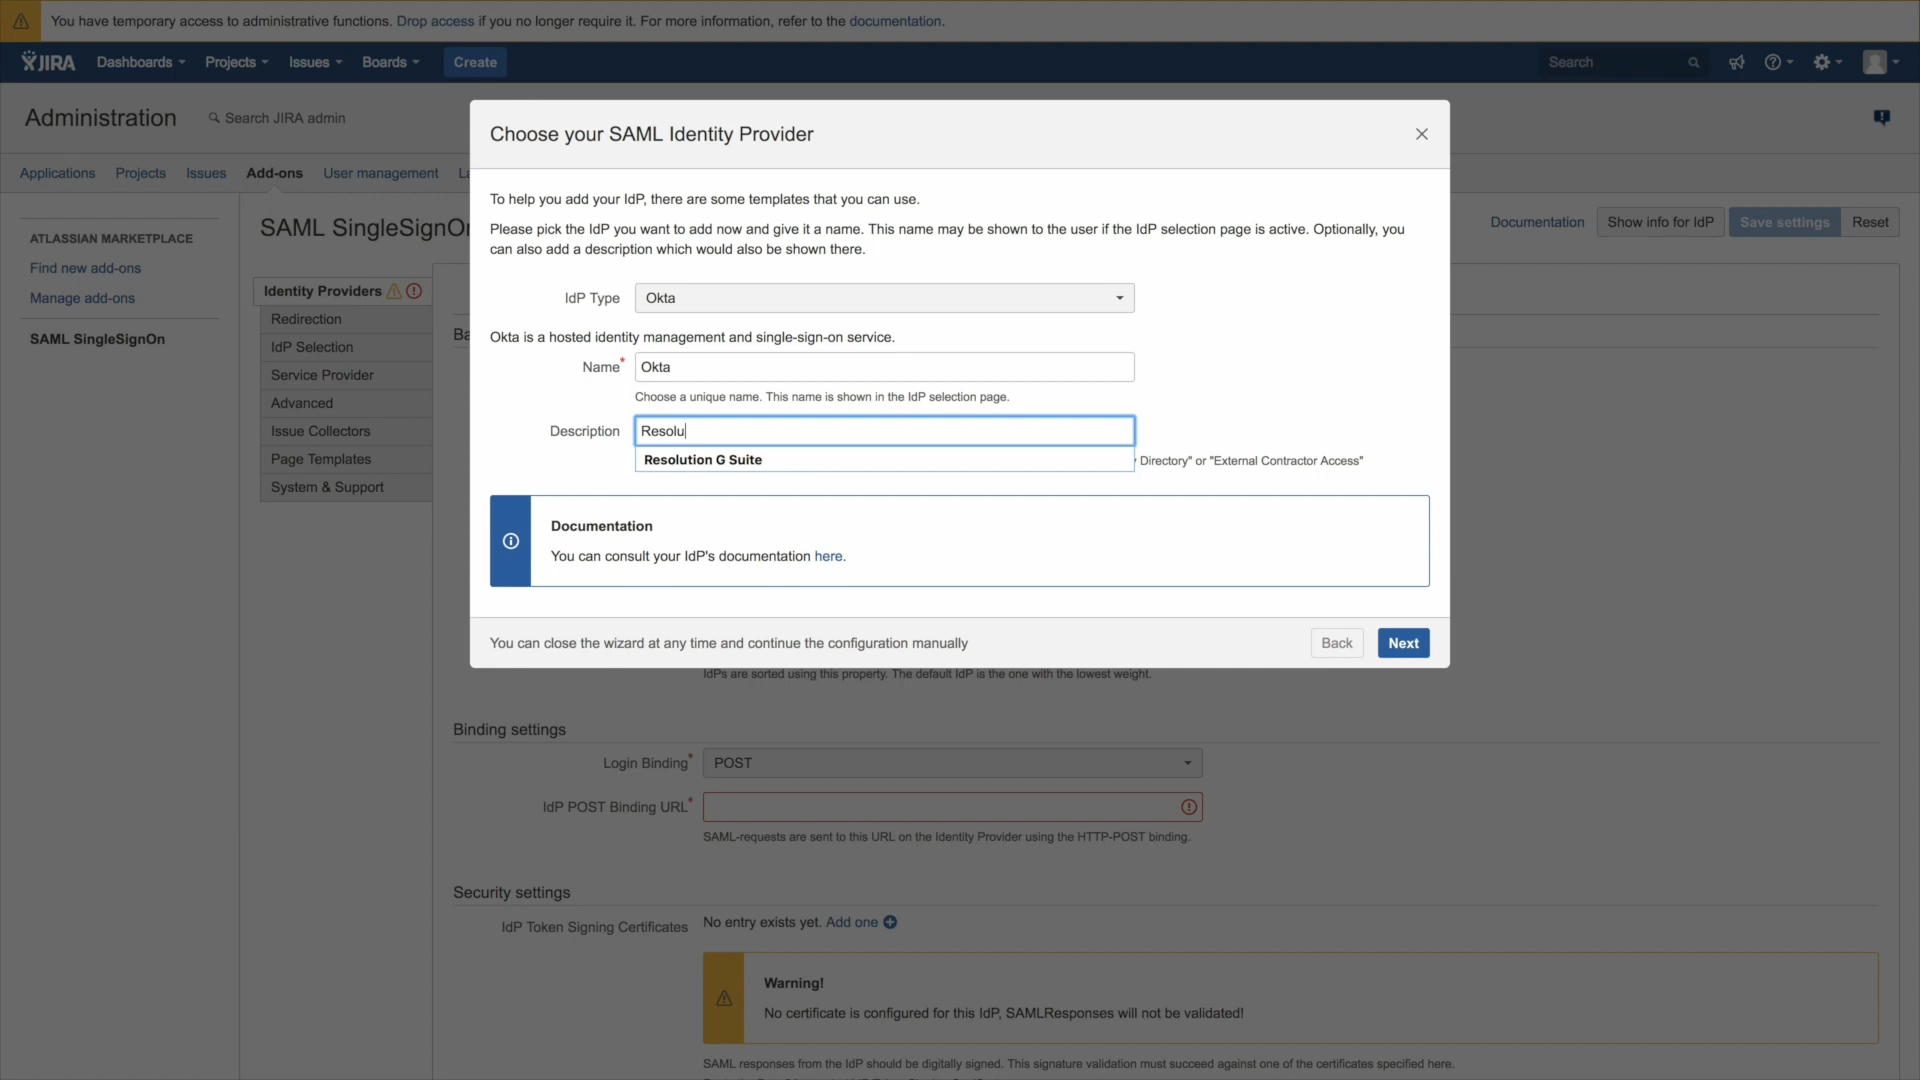 You have temporary access to administrative functions. Drop access if you no longer require it. For more information, refer to the documentation.
JIRA Dashboards Projects Issues Boards Create Search
Administration Search JIRA admin
Applications Projects Issues Add-ons User management
ATLASSIAN MARKETPLACE
Find new add-ons
Manage add-ons
SAML SingleSignOn
SAML SingleSignOn
Documentation Show info for IdP Save settings Reset
Identity Providers
Redirection
IdP Selection
Service Provider
Advanced
Issue Collectors
Page Templates
System & Support
Choose your SAML Identity Provider
To help you add your IdP, there are some templates that you can use.
Please pick the IdP you want to add now and give it a name. This name may be shown to the user if the IdP selection page is active. Optionally, you
can also add a description which would also be shown there.
IdP Type Okta
Okta is a hosted identity management and single-sign-on service.
Name* Okta
Choose a unique name. This name is shown in the IdP selection page.
Description Resolu
Resolution G Suite
Directory" or "External Contractor Access"
Documentation
You can consult your IdP's documentation here.
You can close the wizard at any time and continue the configuration manually
Back Next
IdPs are sorted using this property. The default IdP is the one with the lowest weight.
Binding settings
Login Binding* POST
IdP POST Binding URL*
SAML-requests are sent to this URL on the Identity Provider using the HTTP-POST binding.
Security settings
IdP Token Signing Certificates No entry exists yet. Add one
Warning!
No certificate is configured for this IdP, SAMLResponses will not be validated!
SAML responses from the IdP should be digitally signed. This signature validation must succeed against one of the certificates specified here.